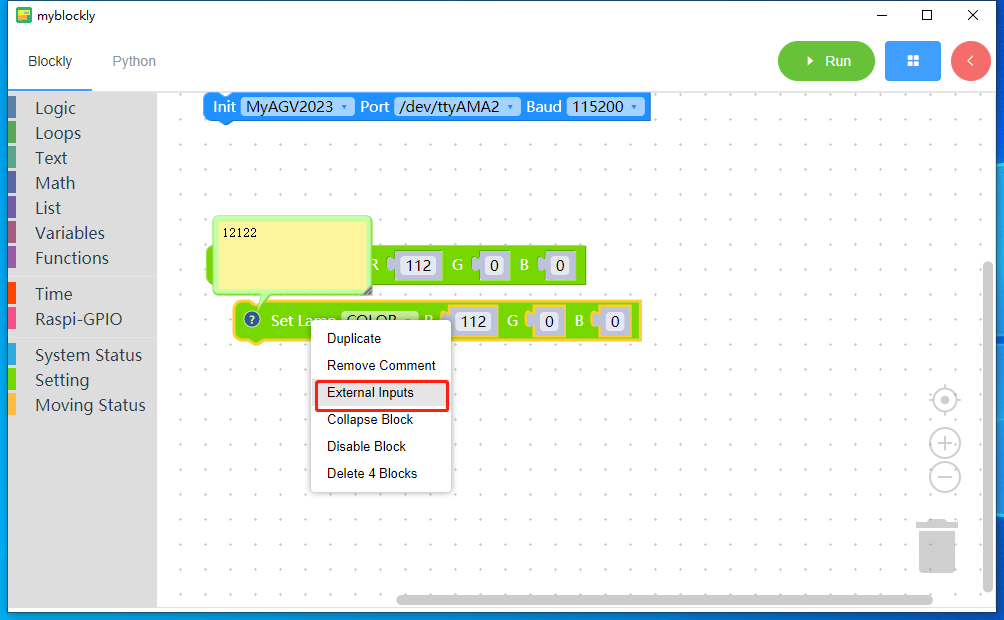 myblockly
Blockly Python Run
Logic
Loops
Text
Math
List
Variables
Functions
Time
Raspi-GPIO
System Status
Setting
Moving Status
Init MyAGV2023 Port /dev/ttyAMA2 Baud 115200
12122
R 112 G 0 B 0
? Set Lamp COLOR R 112 G 0 B 0
Duplicate
Remove Comment
External Inputs
Collapse Block
Disable Block
Delete 4 Blocks